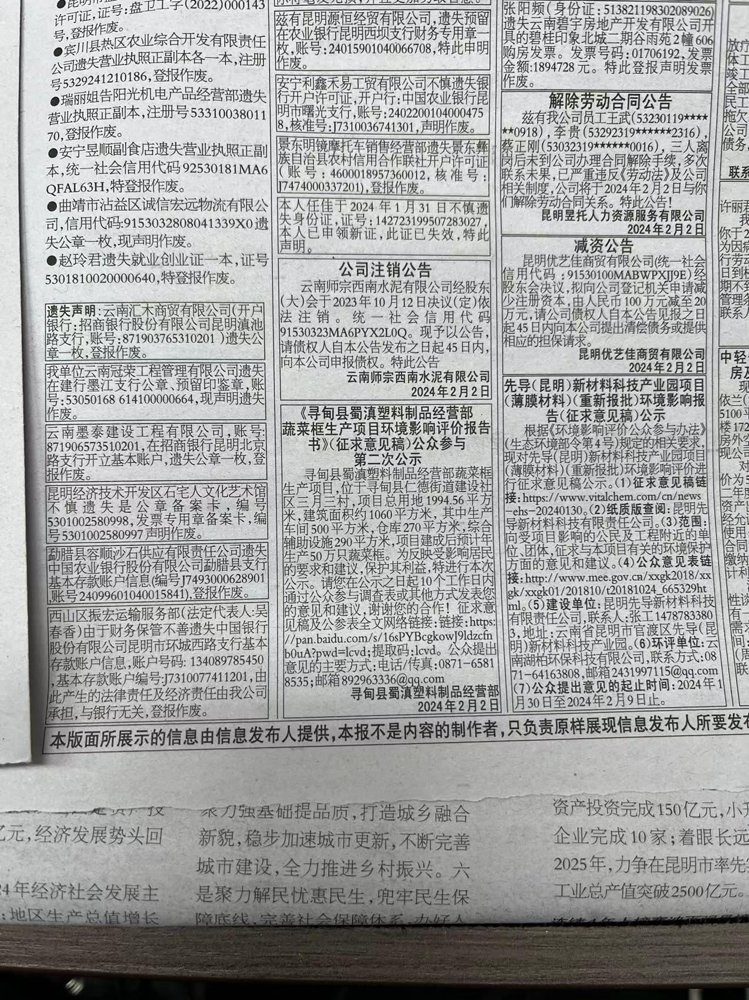 许可证,证号:盘卫工字(2022)000143
号,登报作废。
●宾川县热区农业综合开发有限责任
公司遗失营业执照正副本各一本,注册
号5329241210186,登报作废。
●瑞丽姐告阳光机电产品经营部遗失
营业执照正副本,注册号53310038011
70,登报作废。
●安宁昱顺副食店遗失营业执照正副
本,统一社会信用代码92530181MA6
QFAL63H,特登报作废。
●曲靖市沾益区诚信宏远物流有限公
司,信用代码:9153032808041339X0遗
失公章一枚,现声明作废。
●赵玲君遗失就业创业证一本,证号
5301810020000640,特登报作废。
遗失声明:云南汇木商贸有限公司(开户
银行:招商银行股份有限公司昆明滇池
路支行,账号:871903765310201 )遗失公
章一枚,登报作废。
我单位云南冠荣工程管理有限公司遗失
在建行墨江支行公章、预留印鉴章,账
号:53050168 614100000664,现声明遗失
作废。
云南墨泰建设工程有限公司,账号:
871906573510201,在招商银行昆明北京
路支行开立基本账户,遗失公章一枚,登
报作废。
昆明经济技术开发区石宅人文化艺术馆
不慎遗失是公章备案卡,编号
5301002580998,发票专用章备案卡,编
号5301002580997声明作废。
勐腊县容顺沙石供应有限责任公司遗失
中国农业银行股份有限公司勐腊县支行
基本存款账户信息(编号J7493000628901
,账号24099601040015841),登报作废。
西山区振宏运输服务部(法定代表人:吴
春香)由于财务保管不善遗失中国银行
股份有限公司昆明市环城西路支行基本
存款账户信息,账户号码: 134089785450
,基本存款账户编号:J7310077411201,由
此产生的法律责任及经济责任由我公司
承担,与银行无关,登报作废。
兹有昆明源恒经贸有限公司,遗失预留
在农业银行昆明西坝支行财务专用章一
枚,账号:24015901040066708,特此申明
作废。
安宁利鑫禾易工贸有限公司不慎遗失银
行开户许可证,开户行:中国农业银行昆
明市曙光支行,账号:2402200104000475
8,核准号:J7310036741301,声明作废。
景东明镜摩托车销售经营部遗失景东彝
族自治县农村信用合作联社开户许可证
(账号:4600018957360012,核准号:
J7474000337201),登报作废。
本人任佳于2024年1月31日不慎遗
失身份证,证号:142723199507283027,
本人已申领新证,此证已失效,特此
声明。
公司注销公告
云南师宗西南水泥有限公司经股东
(大)会于2023年10月12日决议(定)依
法注销。统一社会信用代码
91530323MA6PYX2L0Q。现予以公告,
请债权人自本公告发布之日起45日内,
向本公司申报债权。特此公告
云南师宗西南水泥有限公司
2024年2月2日
《寻甸县蜀滇塑料制品经营部
蔬菜框生产项目环境影响评价报告
书》(征求意见稿)公众参与
第二次公示
寻甸县蜀滇塑料制品经营部蔬菜框
生产项目,位于寻甸县仁德街道建设社
区三月三村,项目总用地1994.56平方
米,建筑面积约1060平方米,其中生产
车间500平方米,仓库270平方米,综合
辅助设施290平方米,项目建成后预计年
生产50万只蔬菜框。为反映受影响居民
的要求和建议,保护其利益,特进行本次
公示。请您在公示之日起10个工作日内
通过公众参与调查表或其他方式发表您
的意见和建议,谢谢您的合作!征求意
见稿及公参表全文网络链接:链接:https:
//pan.baidu.com/s/16sPYBcgkowJ9ldzcfn
b0uA?pwd=lcvd;提取码:lcvd。公众提出
意见的主要方式:电话/传真:0871-6581
8535;邮箱892963336@qq.com
寻甸县蜀滇塑料制品经营部
2024年2月2日
张阳频(身份证:513821198302089026)
遗失云南碧宇房地产开发有限公司开
具的碧桂印象北城二期谷雨苑2幢606
购房发票。发票号码:01706192,发票
金额:1894728元。特此登报声明发票
作废。
解除劳动合同公告
兹有我公司员工王武(53230119****
**0918),李贵(53292319******2316),
蔡正刚(53032319******0016),三人离
岗后未到公司办理合同解除手续,多次
联系未果,已严重违反《劳动法》及公司
相关制度,公司将于2024年2月2日与你
们解除劳动合同关系。特此公告!
昆明昱托人力资源服务有限公司
2024年2月2日
减资公告
昆明优艺佳商贸有限公司(统一社会
信用代码:91530100MABWPXJJ9E)经
股东会决议,拟向公司登记机关申请减
少注册资本,由人民币100万元减至20
万元,请公司债权人自本公告见报之日
起45日内向本公司提出清偿债务或提供
相应的担保请求。
昆明优艺佳商贸有限公司
2024年2月2日
先导(昆明)新材料科技产业园项目
(薄膜材料)(重新报批)环境影响报
告(征求意见稿)公示
根据《环境影响评价公众参与办法》
(生态环境部令第4号)规定的相关要求,
现对先导(昆明)新材料科技产业园项目
(薄膜材料)(重新报批)环境影响评价进
行征求意见稿公示。(1)征求意见稿链
接:https://www.vitalchem.com/cn/news
-ehs-20240130。(2)纸质版查阅:昆明先
导新材料科技有限责任公司。(3)范围:
向受项目影响的公民及工程附近的单
位、团体,征求与本项目有关的环境保护
方面的意见和建议。(4)公众意见表链
接:http://www.mee.gov.cn/xxgk2018/xx
gk/xxgk01/201810/t20181024_665329ht
ml。(5)建设单位:昆明先导新材料科技
有限责任公司,联系人:张工1478783380
3,地址:云南省昆明市官渡区先导(昆
明)新材料科技产业园。(6)环评单位:云
南湖柏环保科技有限公司,联系方式:08
71-64163808,邮箱2431997115@qq.com
(7)公众提出意见的起止时间:2024年1
月30日至2024年2月9日止。
本版面所展示的信息由信息发布人提供,本报不是内容的制作者,只负责原样展现信息发布人所要发布
亿元,经济发展势头回
24年经济社会发展主
:地区生产总值增长
聚力强基础提品质,打造城乡融合
新貌,稳步加速城市更新,不断完善
城市建设,全力推进乡村振兴。六
是聚力解民忧惠民生,兜牢民生保
障底线,完善社会保障体系,办好人
资产投资完成150亿元,小升
企业完成10家;着眼长远
2025年,力争在昆明市率先
工业总产值突破2500亿元。